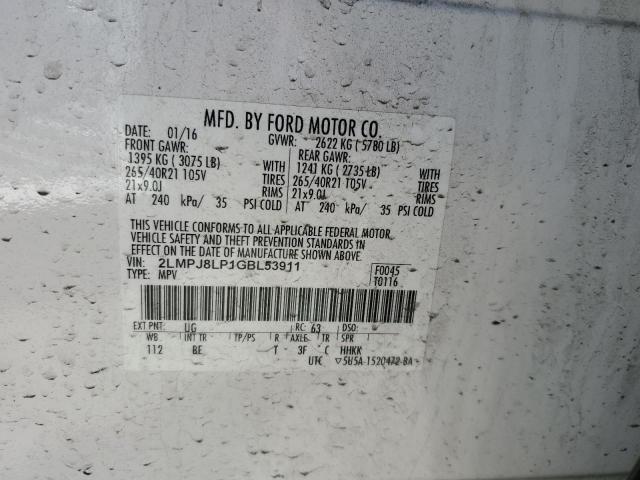 MFD. BY FORD MOTOR CO.
DATE: 01/16 GVWR: 2622 KG ( 5780 LB)
FRONT GAWR: REAR GAWR:
1395 KG ( 3075 LB) WITH 1241 KG ( 2735 LB) WITH
265/40R21 105V TIRES 265/40R21 105V TIRES
21x9.0J RIMS 21x9.0J RIMS
AT 240 kPa/ 35 PSI COLD AT 240 kPa/ 35 PSI COLD
THIS VEHICLE CONFORMS TO ALL APPLICABLE FEDERAL MOTOR
VEHICLE SAFETY AND THEFT PREVENTION STANDARDS IN
EFFECT ON THE DATE OF MANUFACTURE SHOWN ABOVE.
VIN: 2LMPJ8LP1GBL53911 F0045
TYPE: MPV T0116
EXT PNT: UG RC: 63 DSO:
WB INT TR TP/PS R AXLE TR SPR
112 BE T 3F C HHKK
UTC ▽5U5A-1520472-BA